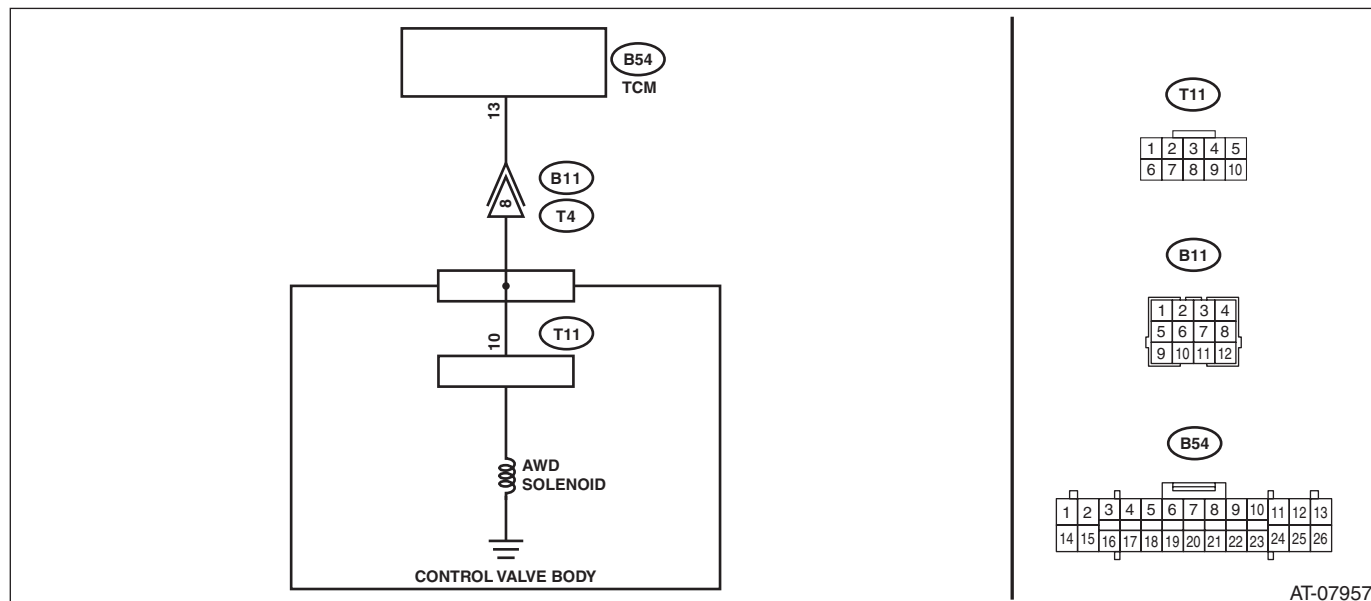 B54
TCM
13
8
B11
T4
10
T11
AWD
SOLENOID
CONTROL VALVE BODY
T11
1 2 3 4 5
6 7 8 9 10
B11
1 2 3 4
5 6 7 8
9 10 11 12
B54
1 2 3 4 5 6 7 8 9 10 11 12 13
14 15 16 17 18 19 20 21 22 23 24 25 26
AT-07957